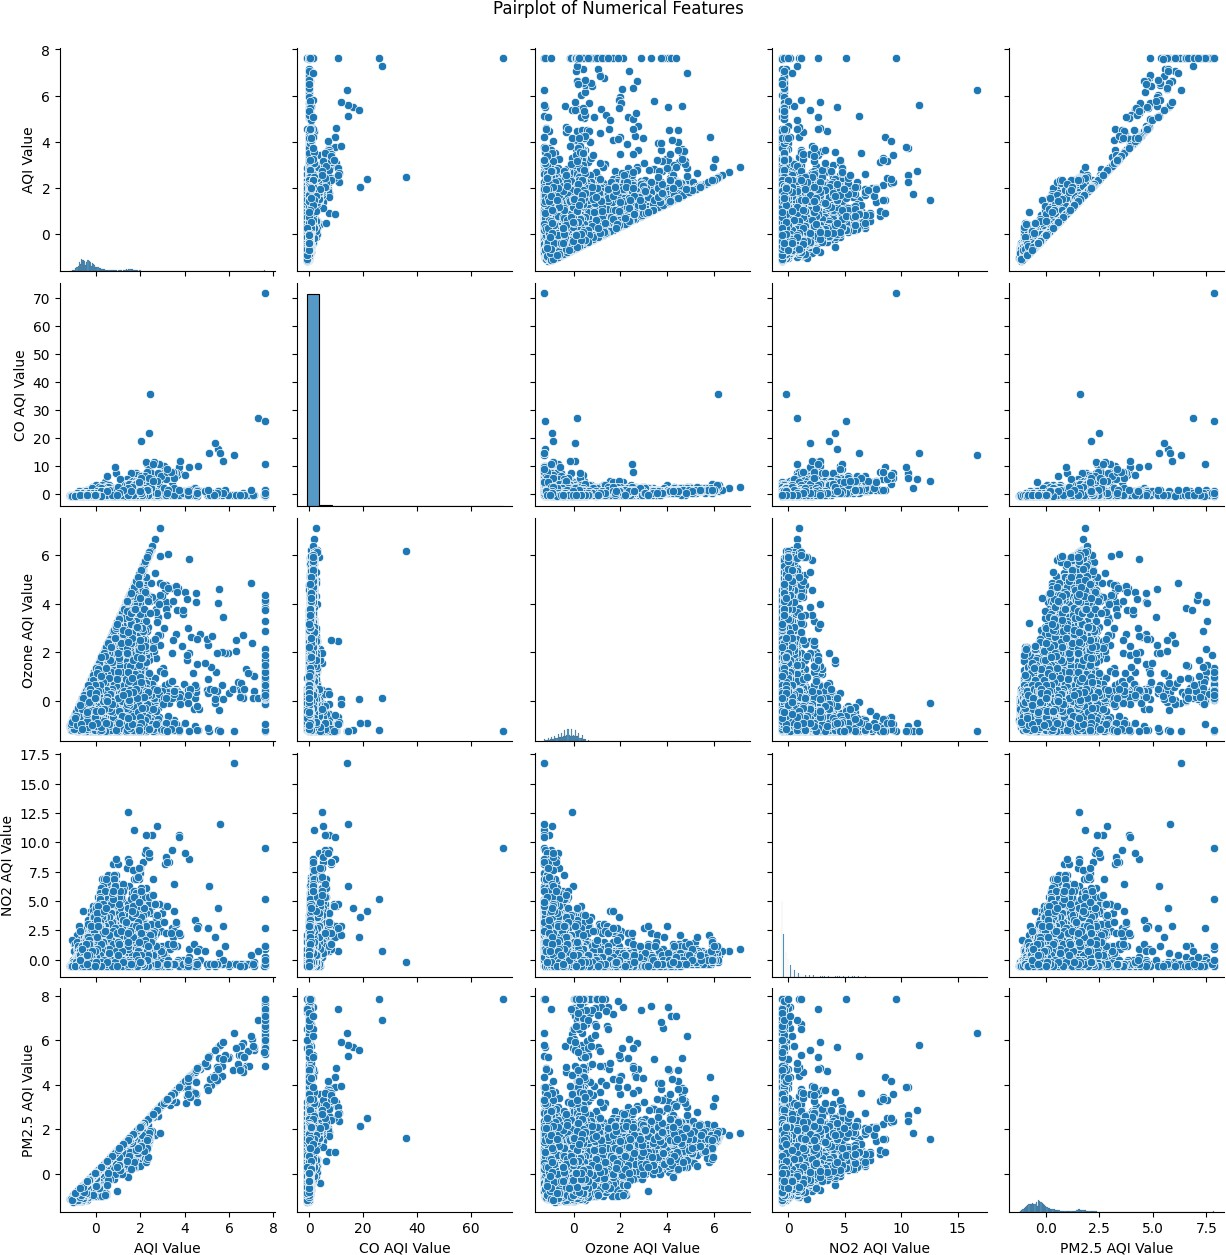 Pairplot of Numerical Features
8
6
4
2
0
AQI Value
70
60
50
40
30
20
10
0
CO AQI Value
6
4
2
0
Ozone AQI Value
17.5
15.0
12.5
10.0
7.5
5.0
2.5
0.0
NO2 AQI Value
8
6
4
2
0
PM2.5 AQI Value
0 2 4 6 8
0 20 40 60
0 2 4 6
0 5 10 15
0.0 2.5 5.0 7.5
AQI Value
CO AQI Value
Ozone AQI Value
NO2 AQI Value
PM2.5 AQI Value